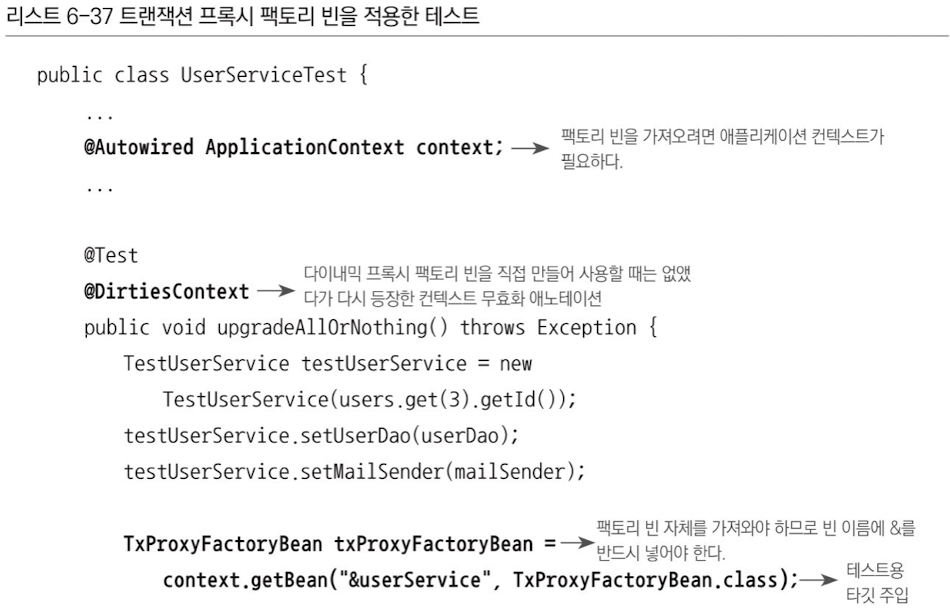 리스트 6-37 트랜잭션 프록시 팩토리 빈을 적용한 테스트
public class UserServiceTest {
...
@Autowired ApplicationContext context;
팩토리 빈을 가져오려면 애플리케이션 컨텍스트가
필요하다.
...
@Test
@DirtiesContext
다이내믹 프록시 팩토리 빈을 직접 만들어 사용할 때는 없앴
다가 다시 등장한 컨텍스트 무효화 애노테이션
public void upgradeAllOrNothing() throws Exception {
TestUserService testUserService = new
TestUserService(users.get(3).getId());
testUserService.setUserDao(userDao);
testUserService.setMailSender(mailSender);
TxProxyFactoryBean txProxyFactoryBean =
팩토리 빈 자체를 가져와야 하므로 빈 이름에 &를
반드시 넣어야 한다.
context.getBean("&userService", TxProxyFactoryBean.class);
테스트용
타깃 주입